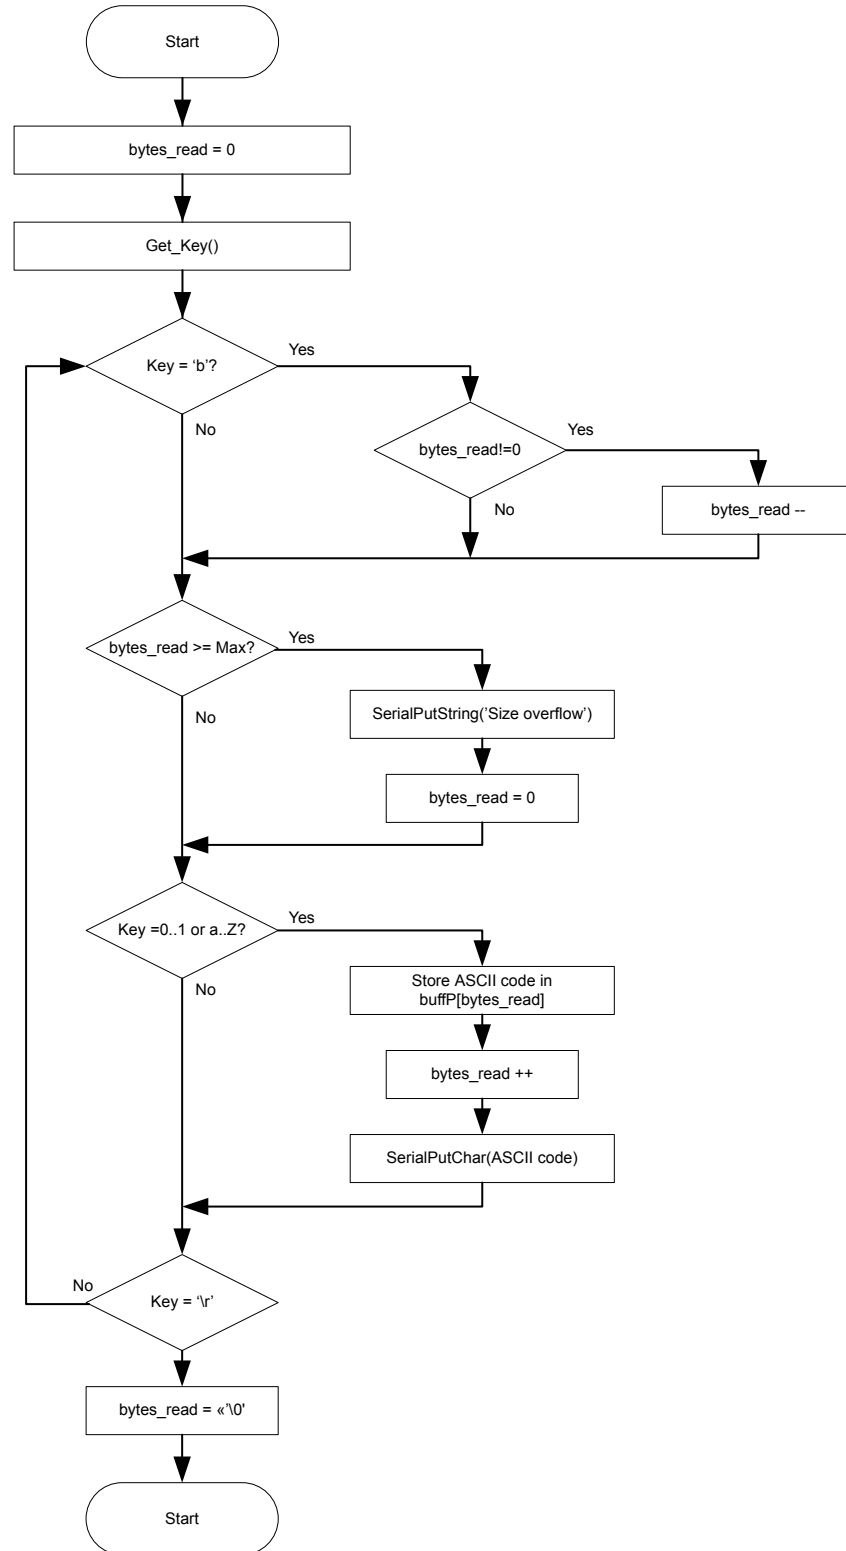 Start
bytes_read = 0
Get_Key()
Key = ‘b’?
Yes
No
bytes_read!=0
Yes
No
bytes_read --
bytes_read >= Max?
Yes
No
SerialPutString(’Size overflow’)
bytes_read = 0
Key =0..1 or a..Z?
Yes
No
Store ASCII code in
buffP[bytes_read]
bytes_read ++
SerialPutChar(ASCII code)
No
Key = ‘\r’
bytes_read = «’\0'
Start